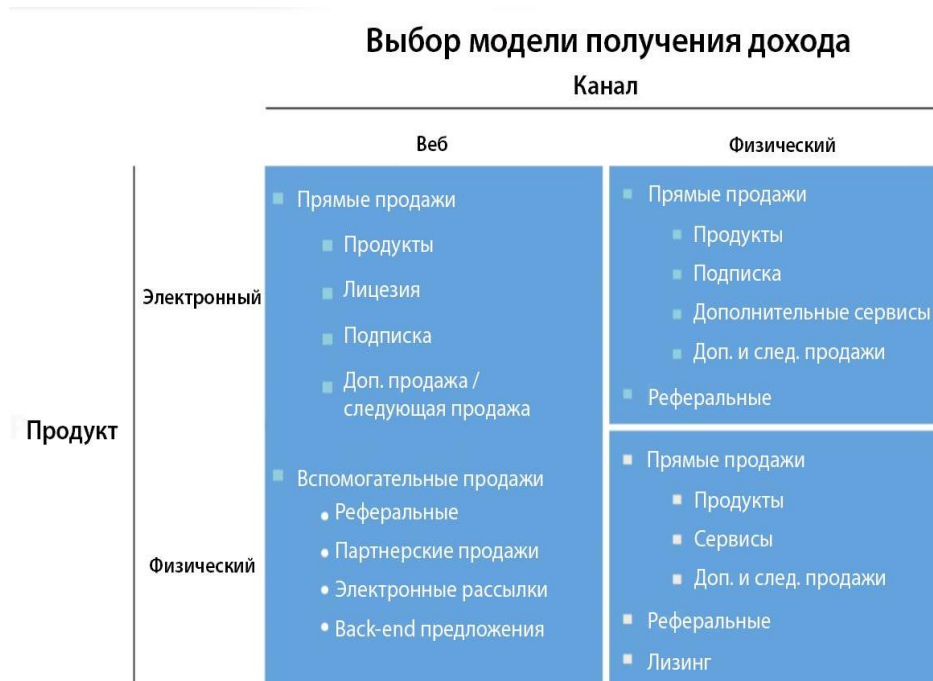 Выбор модели получения дохода
Канал
Веб
Физический
Продукт
Электронный
Физический
Прямые продажи
Продукты
Лицезия
Подписка
Доп. продажа /
следующая продажа
Вспомогательные продажи
Реферальные
Партнерские продажи
Электронные рассылки
Back-end предложения
Прямые продажи
Продукты
Подписка
Дополнительные сервисы
Доп. и след. продажи
Реферальные
Прямые продажи
Продукты
Сервисы
Доп. и след. продажи
Реферальные
Лизинг